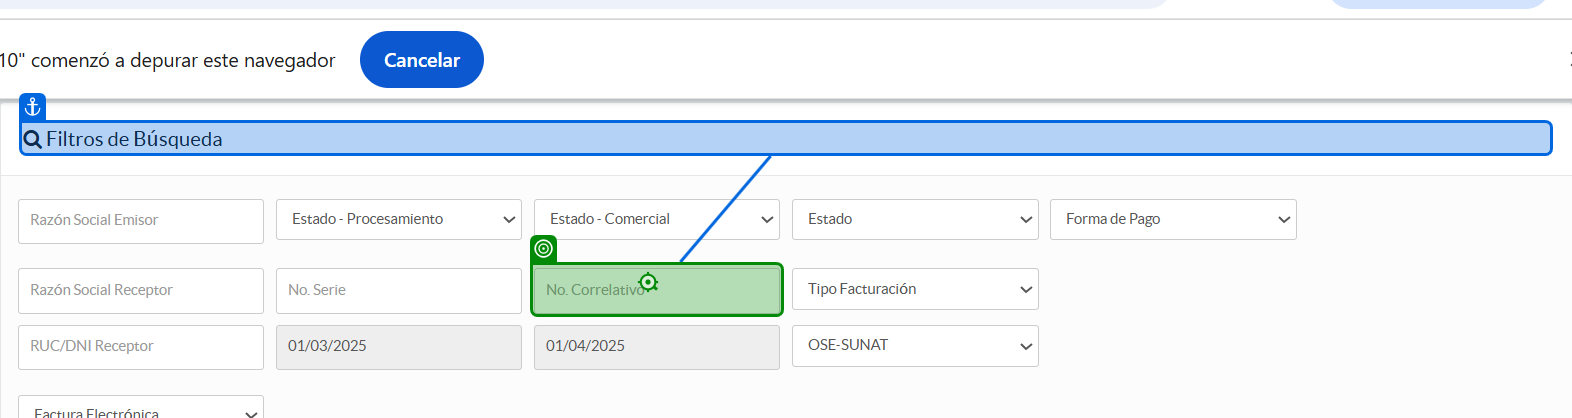 10" comenzó a depurar este navegador
Cancelar
Filtros de Búsqueda
Razón Social Emisor
Estado - Procesamiento
Estado - Comercial
Estado
Forma de Pago
Razón Social Receptor
No. Serie
No. Correlativo
Tipo Facturación
RUC/DNI Receptor
01/03/2025
01/04/2025
OSE-SUNAT
Factura Electrónica